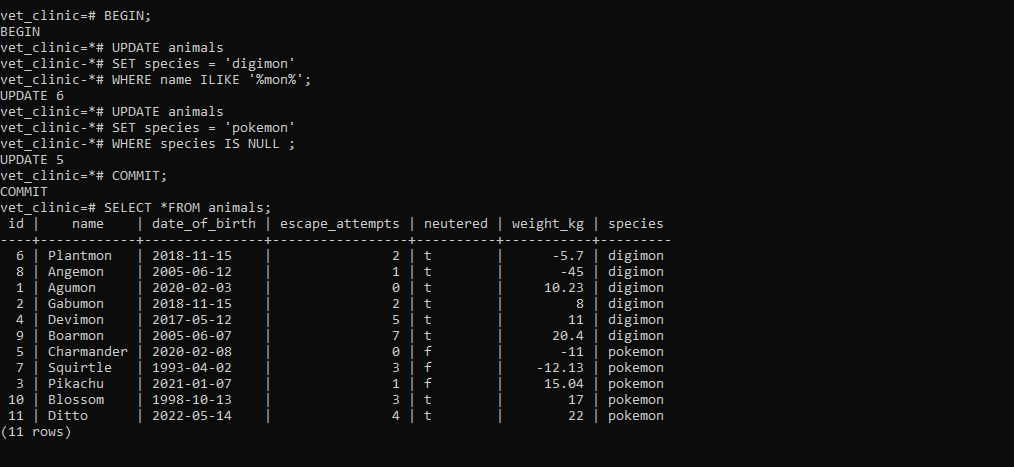 vet_clinic=# BEGIN;
BEGIN
vet_clinic=*# UPDATE animals
vet_clinic-*# SET species = 'digimon'
vet_clinic-*# WHERE name ILIKE '%mon%';
UPDATE 6
vet_clinic=*# UPDATE animals
vet_clinic-*# SET species = 'pokemon'
vet_clinic-*# WHERE species IS NULL ;
UPDATE 5
vet_clinic=*# COMMIT;
COMMIT
vet_clinic=# SELECT *FROM animals;
 id |    name    | date_of_birth | escape_attempts | neutered | weight_kg | species
----+------------+---------------+-----------------+----------+-----------+---------
  6 | Plantmon   | 2018-11-15    |               2 | t        |      -5.7 | digimon
  8 | Angemon    | 2005-06-12    |               1 | t        |       -45 | digimon
  1 | Agumon     | 2020-02-03    |               0 | t        |     10.23 | digimon
  2 | Gabumon    | 2018-11-15    |               2 | t        |         8 | digimon
  4 | Devimon    | 2017-05-12    |               5 | t        |        11 | digimon
  9 | Boarmon    | 2005-06-07    |               7 | t        |      20.4 | digimon
  5 | Charmander | 2020-02-08    |               0 | f        |       -11 | pokemon
  7 | Squirtle   | 1993-04-02    |               3 | f        |    -12.13 | pokemon
  3 | Pikachu    | 2021-01-07    |               1 | f        |     15.04 | pokemon
 10 | Blossom    | 1998-10-13    |               3 | t        |        17 | pokemon
 11 | Ditto      | 2022-05-14    |               4 | t        |        22 | pokemon
(11 rows)